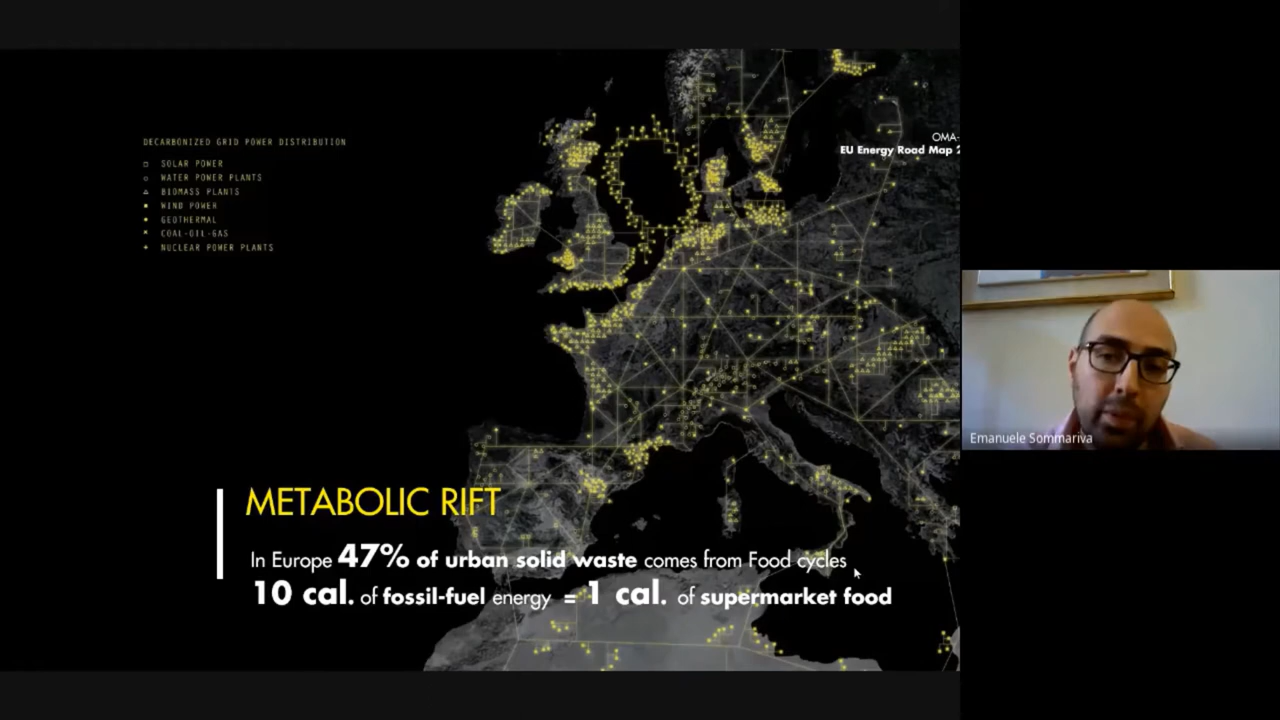 DECARBONIZED GRID POWER DISTRIBUTION
SOLAR POWER
WATER POWER PLANTS
BIOMASS PLANTS
WIND POWER
GEOTHERMAL
COAL-OIL-GAS
NUCLEAR POWER PLANTS
OMA-
EU Energy Road Map 2
METABOLIC RIFT
In Europe 47% of urban solid waste comes from Food cycles
10 cal. of fossil-fuel energy = 1 cal. of supermarket food
Emanuele Sommariva